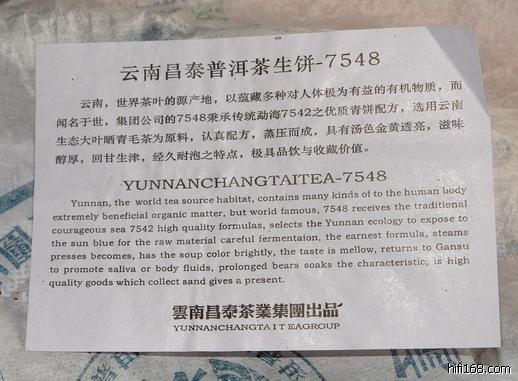 云南昌泰普洱茶生饼-7548
云南，世界茶叶的源产地，以蕴藏多种对人体极为有益的有机物质，而
闻名于世，集团公司的7548秉承传统勐海7542之优质青饼配方，选用云南
生态大叶晒青毛茶为原料，认真配方，蒸压而成，具有汤色金黄透亮，滋味
醇厚，回甘生津，经久耐泡之特点，极具品饮与收藏价值。
YUNNANCHANGTAITEA-7548
Yunnan, the world tea source habitat, contains many kinds of to the human body
extremely beneficial organic matter, but world famous, 7548 receives the traditional
courageous sea 7542 high quality formulas, selects the Yunnan ecology to expose to
the sun blue for the raw material careful fermentaion, the earnest formula, steams
presses becomes, has the soup color brightly, the taste is mellow, returns to Gansu
to promote saliva or body fluids, prolonged bears soaks the characteristic, is high
quality goods which collect sand gives a present.
雲南昌泰茶業集團出品
YUNNANCHANGTA I T EAGROUP
hifi168.com